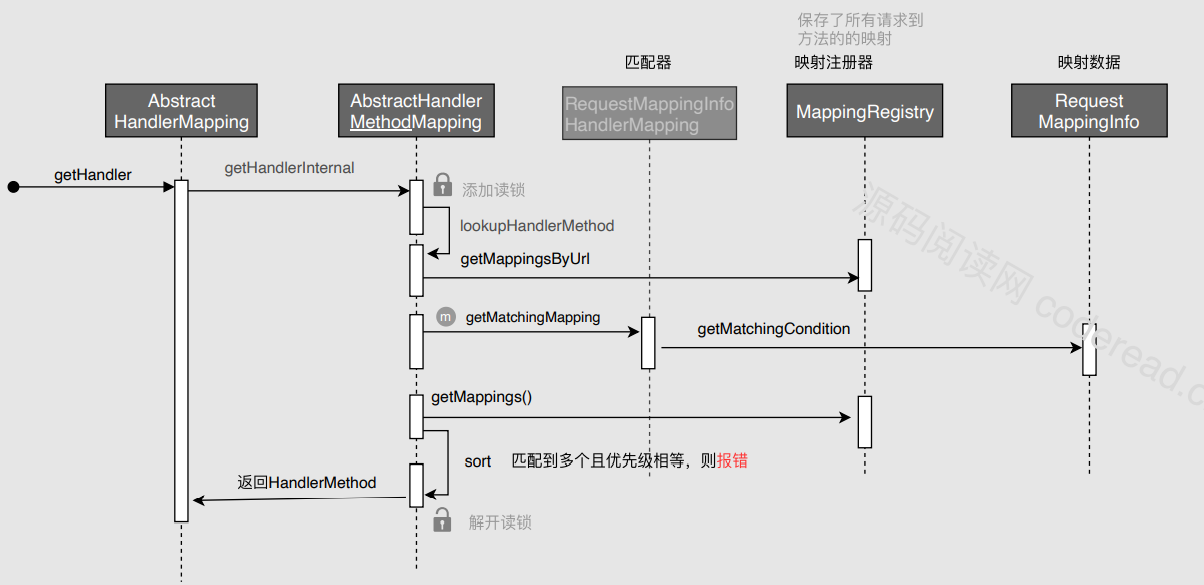 保存了所有请求到
方法的的映射
匹配器
映射注册器
映射数据
Abstract
HandlerMapping
AbstractHandler
MethodMapping
RequestMappingInfo
HandlerMapping
MappingRegistry
Request
MappingInfo
getHandler
getHandlerInternal
添加读锁
lookupHandlerMethod
getMappingsByUrl
m
getMatchingMapping
getMatchingCondition
getMappings()
sort
匹配到多个且优先级相等，则报错
返回HandlerMethod
解开读锁
源码阅读网 coderead.c